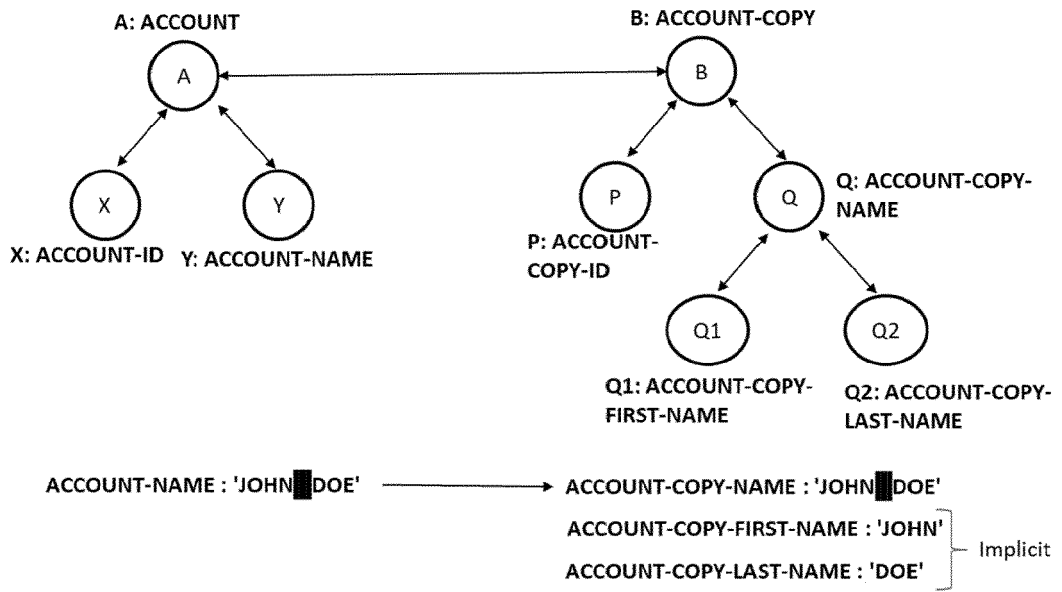 A: ACCOUNT
B: ACCOUNT-COPY
A
B
X
Y
P
Q
Q: ACCOUNT-COPY-
NAME
X: ACCOUNT-ID
Y: ACCOUNT-NAME
P: ACCOUNT-
COPY-ID
Q1
Q2
Q1: ACCOUNT-COPY-
FIRST-NAME
Q2: ACCOUNT-COPY-
LAST-NAME
ACCOUNT-NAME : 'JOHN DOE'
ACCOUNT-COPY-NAME : 'JOHN DOE'
ACCOUNT-COPY-FIRST-NAME : 'JOHN'
Implicit
ACCOUNT-COPY-LAST-NAME : 'DOE'